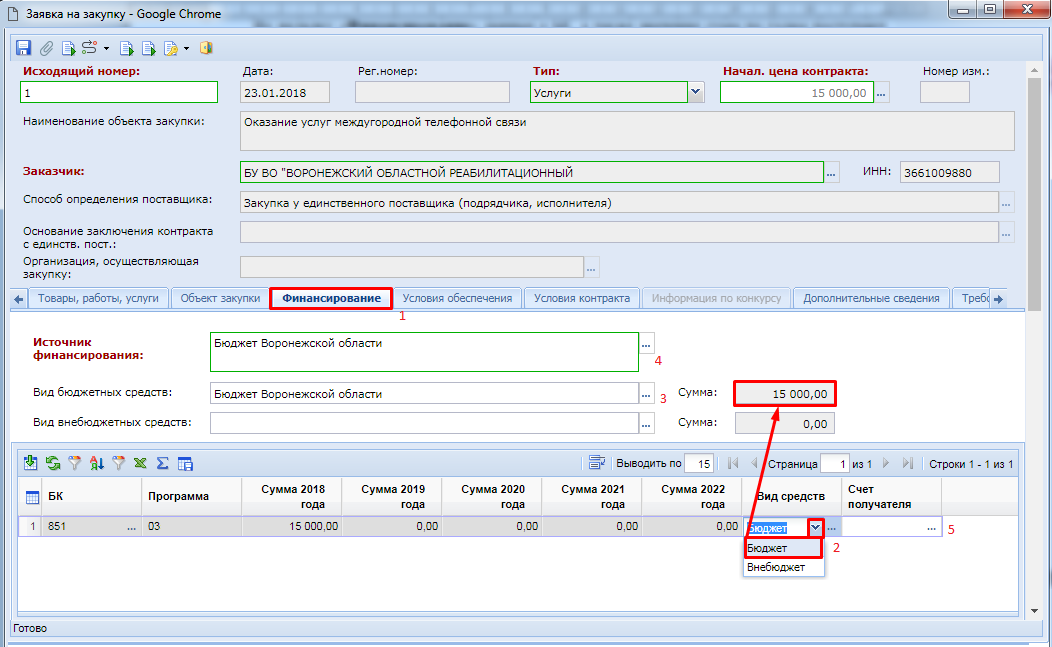 Заявка на закупку - Google Chrome
Исходящий номер: Дата: Рег.номер: Тип: Начал. цена контракта: Номер изм.:
1 23.01.2018 Услуги 15 000,00 ...
Наименование объекта закупки: Оказание услуг междугородной телефонной связи
Заказчик: БУ ВО "ВОРОНЕЖСКИЙ ОБЛАСТНОЙ РЕАБИЛИТАЦИОННЫЙ ... ИНН: 3661009880
Способ определения поставщика: Закупка у единственного поставщика (подрядчика, исполнителя) ...
Основание заключения контракта
с единств. пост.: ...
Организация, осуществляющая
закупку: ...
Товары, работы, услуги Объект закупки Финансирование Условия обеспечения Условия контракта Информация по конкурсу Дополнительные сведения Требо
1
Источник
финансирования: Бюджет Воронежской области ...
4
Вид бюджетных средств: Бюджет Воронежской области ... 3 Сумма: 15 000,00
Вид внебюджетных средств: ... Сумма: 0,00
Выводить по 15 Страница 1 из 1 Строки 1 - 1 из 1
БК Программа Сумма 2018 года Сумма 2019 года Сумма 2020 года Сумма 2021 года Сумма 2022 года Вид средств Счет получателя
1 851 ... 03 15 000,00 0,00 0,00 0,00 0,00 Бюджет ... ... 5
Бюджет 2
Внебюджет
Готово